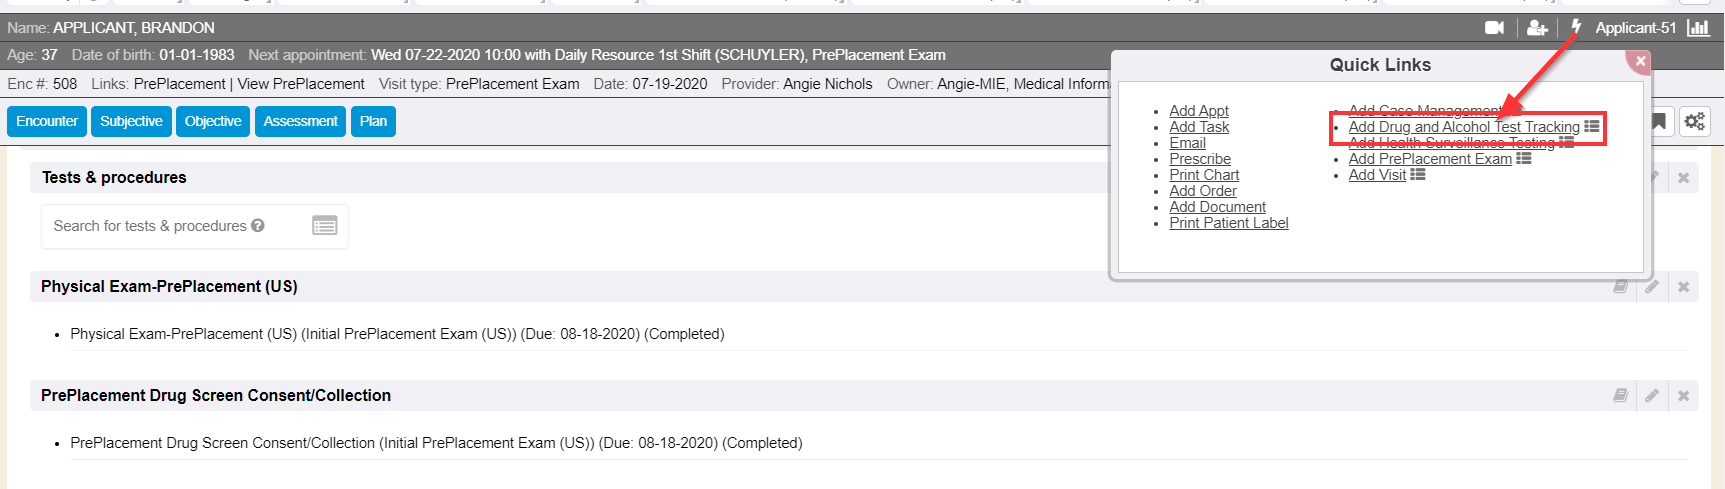 Name: APPLICANT, BRANDON
Applicant-51
Age: 37 Date of birth: 01-01-1983 Next appointment: Wed 07-22-2020 10:00 with Daily Resource 1st Shift (SCHUYLER), PrePlacement Exam
Enc #: 508 Links: PrePlacement | View PrePlacement Visit type: PrePlacement Exam Date: 07-19-2020 Provider: Angie Nichols Owner: Angie-MIE, Medical Informa
Encounter Subjective Objective Assessment Plan
Quick Links
Add Appt
Add Task
Email
Prescribe
Print Chart
Add Order
Add Document
Print Patient Label
Add Case Management
Add Drug and Alcohol Test Tracking
Add Health Surveillance Testing
Add PrePlacement Exam
Add Visit
Tests & procedures
Search for tests & procedures
Physical Exam-PrePlacement (US)
Physical Exam-PrePlacement (US) (Initial PrePlacement Exam (US)) (Due: 08-18-2020) (Completed)
PrePlacement Drug Screen Consent/Collection
PrePlacement Drug Screen Consent/Collection (Initial PrePlacement Exam (US)) (Due: 08-18-2020) (Completed)